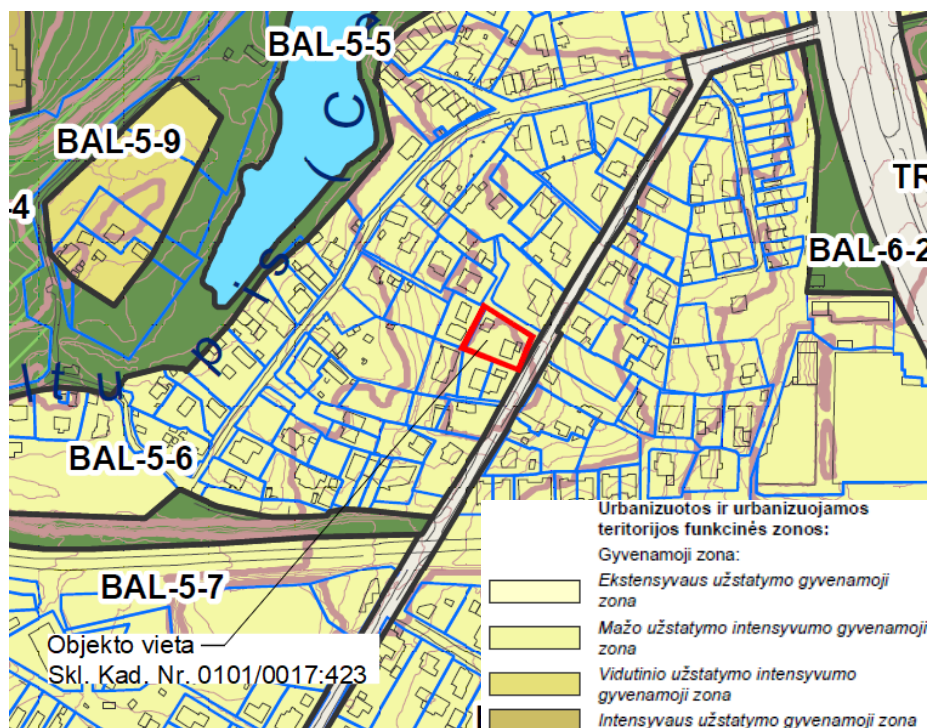 BAL-5-5
BAL-5-9
-4
(C
TR
BAL-6-2
ltupis
BAL-5-6
BAL-5-7
Objekto vieta
Skl. Kad. Nr. 0101/0017:423
Urbanizuotos ir urbanizuojamos
teritorijos funkcinės zonos:
Gyvenamoji zona:
Ekstensyvaus užstatymo gyvenamoji
zona
Mažo užstatymo intensyvumo gyvenamoji
zona
Vidutinio užstatymo intensyvumo
gyvenamoji zona
Intensyvaus užstatymo gyvenamoji zona